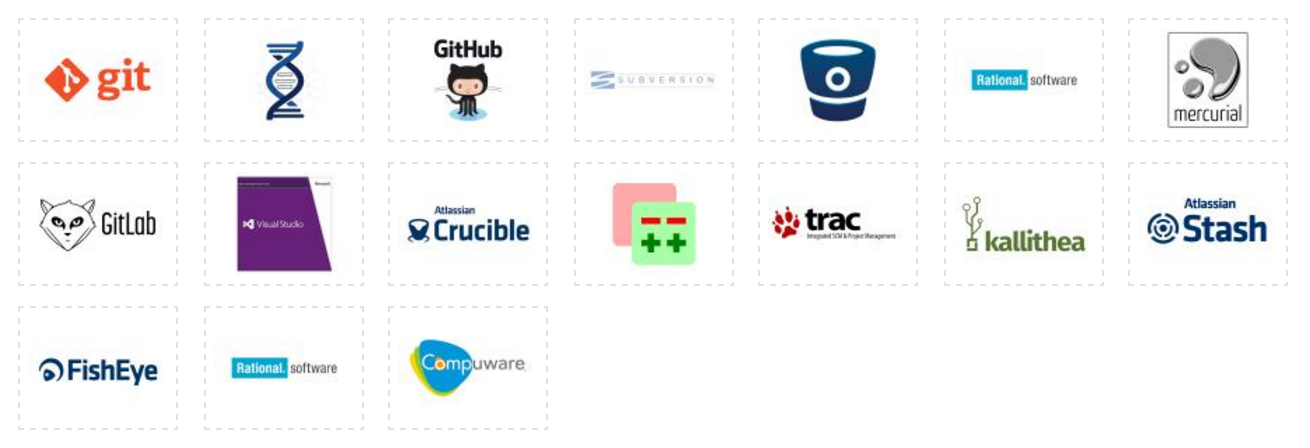 git
GitHub
SUBVERSION
Rational. software
mercurial
GitLab
Visual Studio
Atlassian
Crucible
trac
Integrated SCM & Project Management
kallithea
Atlassian
Stash
FishEye
Rational. software
Compuware